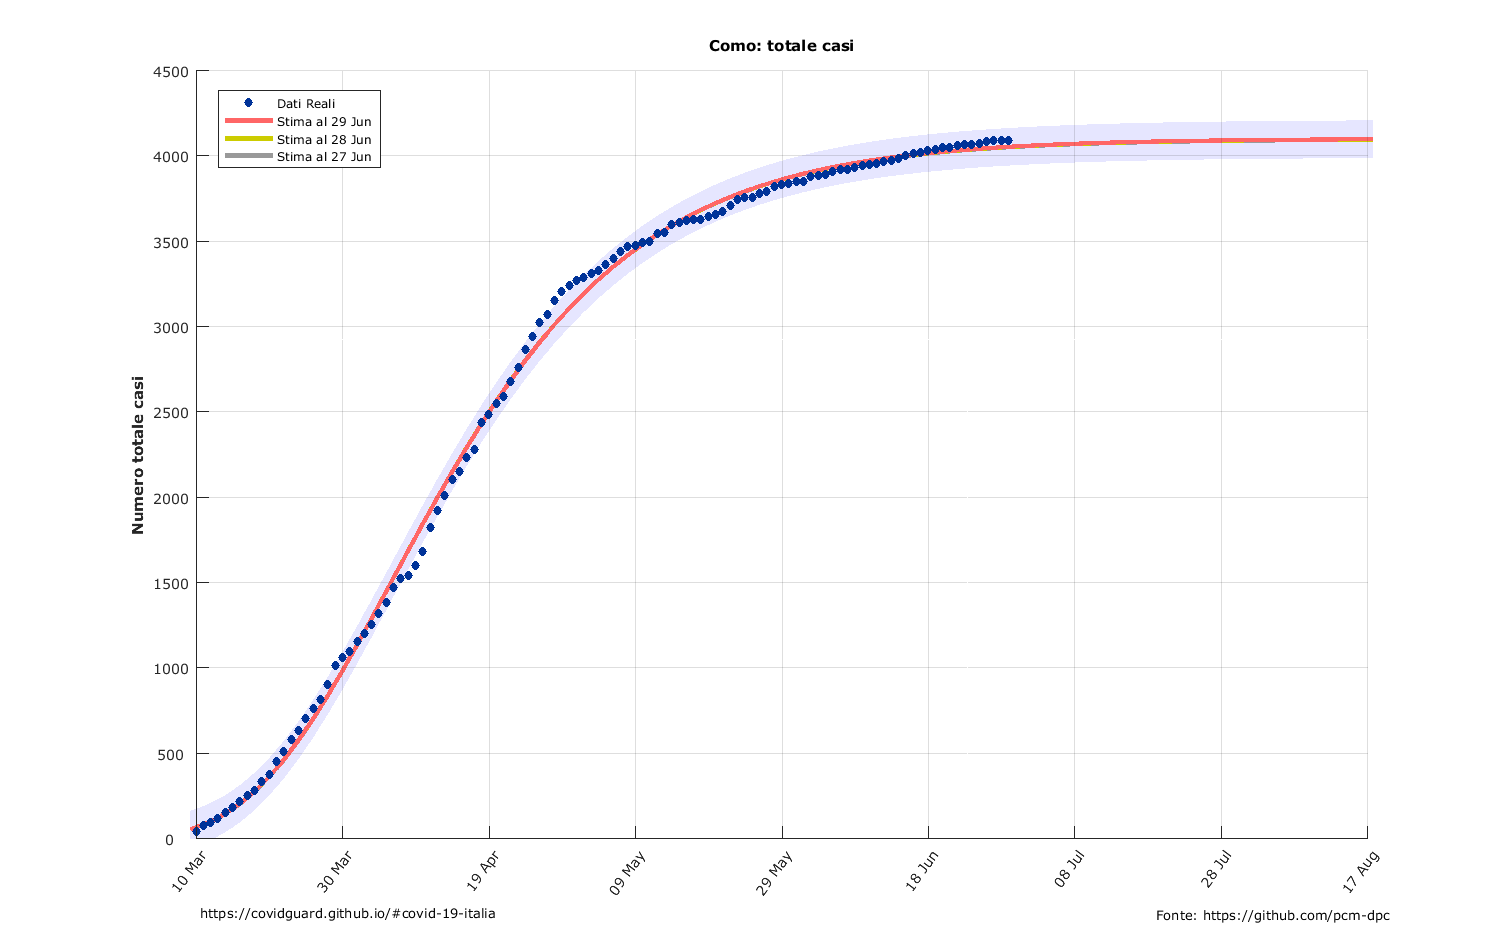 Como: totale casi
4500
4000
3500
3000
2500
2000
1500
1000
500
0
Numero totale casi
Dati Reali
Stima al 29 Jun
Stima al 28 Jun
Stima al 27 Jun
10 Mar
30 Mar
19 Apr
09 May
29 May
18 Jun
08 Jul
28 Jul
17 Aug
https://covidguard.github.io/#covid-19-italia
Fonte: https://github.com/pcm-dpc